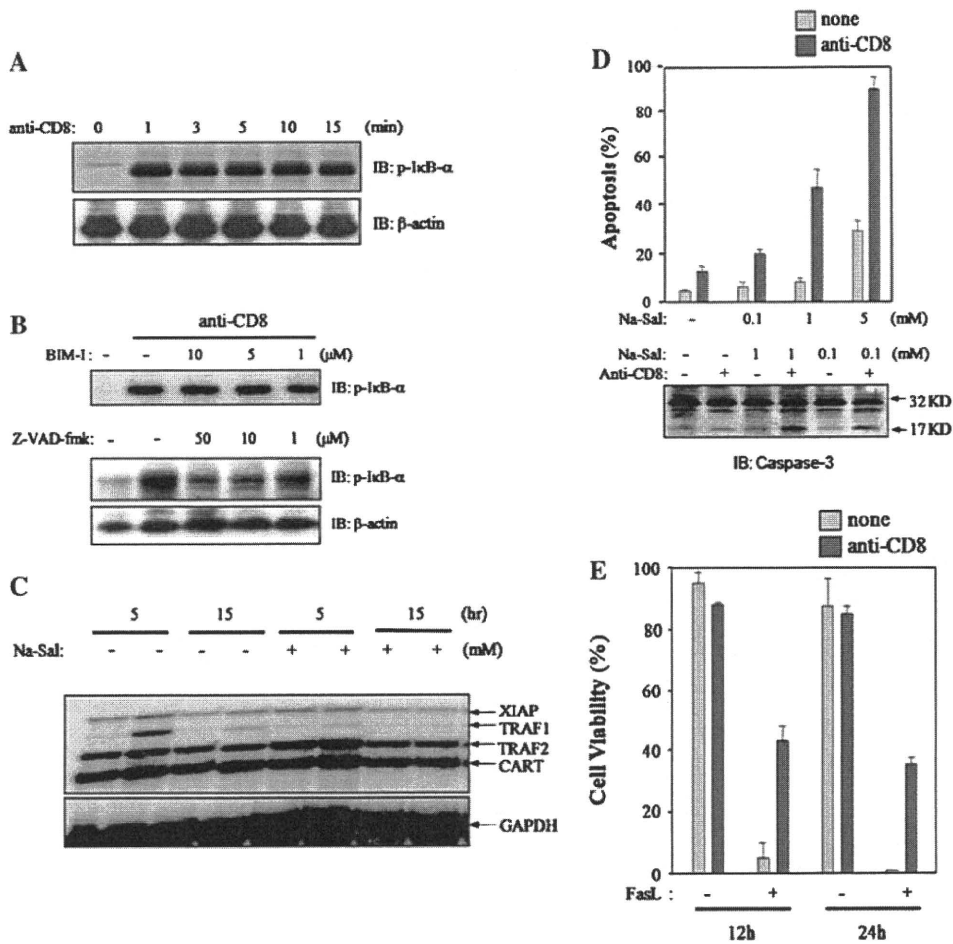 A
anti-CD8: 0 1 3 5 10 15 (min)
IB: p-IκB-α
IB: β-actin
B
anti-CD8
BIM-I: - - 10 5 1 (μM)
IB: p-IκB-α
Z-VAD-fmk: - - 50 10 1 (μM)
IB: p-IκB-α
IB: β-actin
C
5 15 5 15 (hr)
Na-Sal: - - - - + + + + (mM)
XIAP
TRAF1
TRAF2
CART
GAPDH
none
anti-CD8
D
100
80
60
40
20
0
Apoptosis (%)
Na-Sal: - 0.1 1 5 (mM)
Na-Sal: - - 1 1 0.1 0.1 (mM)
Anti-CD8: - + - + - +
32 KD
17 KD
IB: Caspase-3
none
anti-CD8
E
100
80
60
40
20
0
Cell Viability (%)
FasL : - + - +
12h 24h